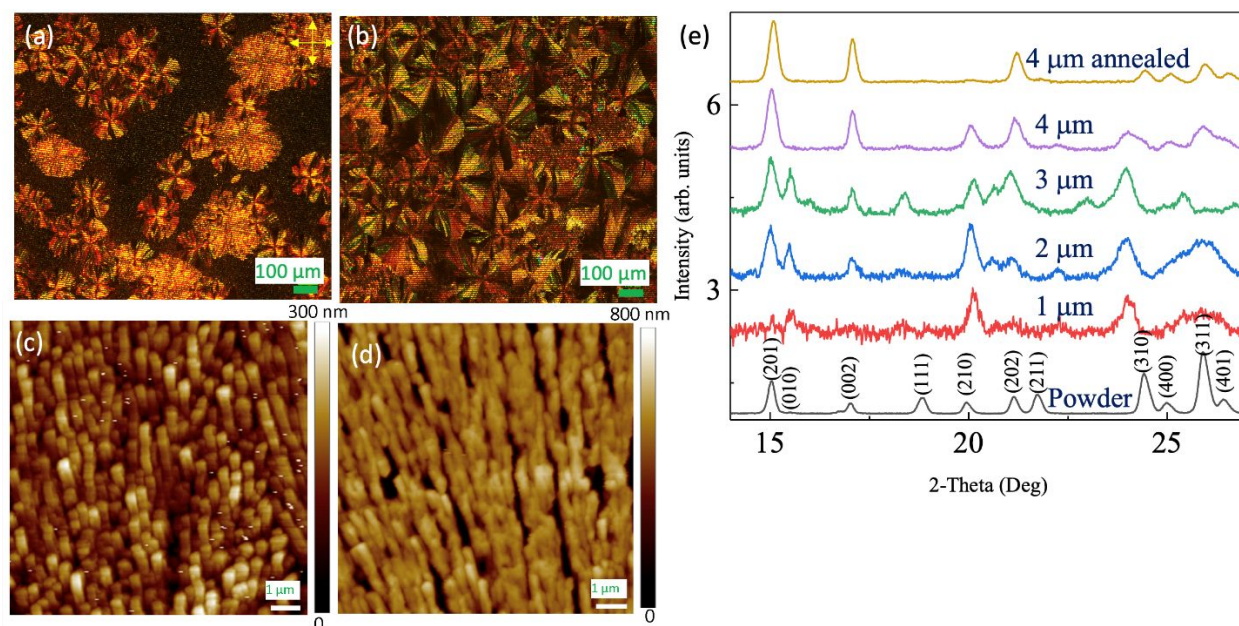 (a)
100 μm
(b)
100 μm
300 nm
(c)
1 μm
0
800 nm
(d)
1 μm
0
(e)
4 μm annealed
6
4 μm
3 μm
2 μm
3
1 μm
Powder
(201)
(010)
(002)
(111)
(210)
(202)
(211)
(310)
(400)
(311)
(401)
Intensity (arb. units)
15
20
25
2-Theta (Deg)